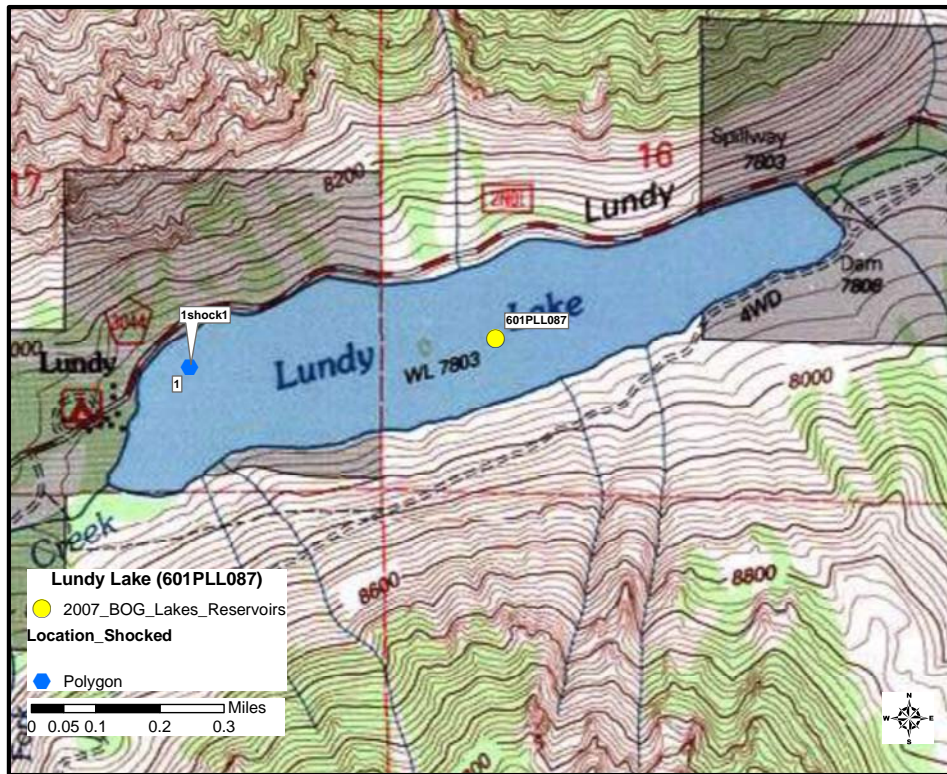 Spillway
7803
16
17
8200
2N01
Lundy
Dam
7808
1shock1
3044
601PLL087
Lake
4WD
Lundy
Lundy
WL 7803
1
8000
Creek
8600
8800
Lundy Lake (601PLL087)
2007_BOG_Lakes_Reservoirs
Location_Shocked
Polygon
Miles
0 0.05 0.1 0.2 0.3
N
W E
S